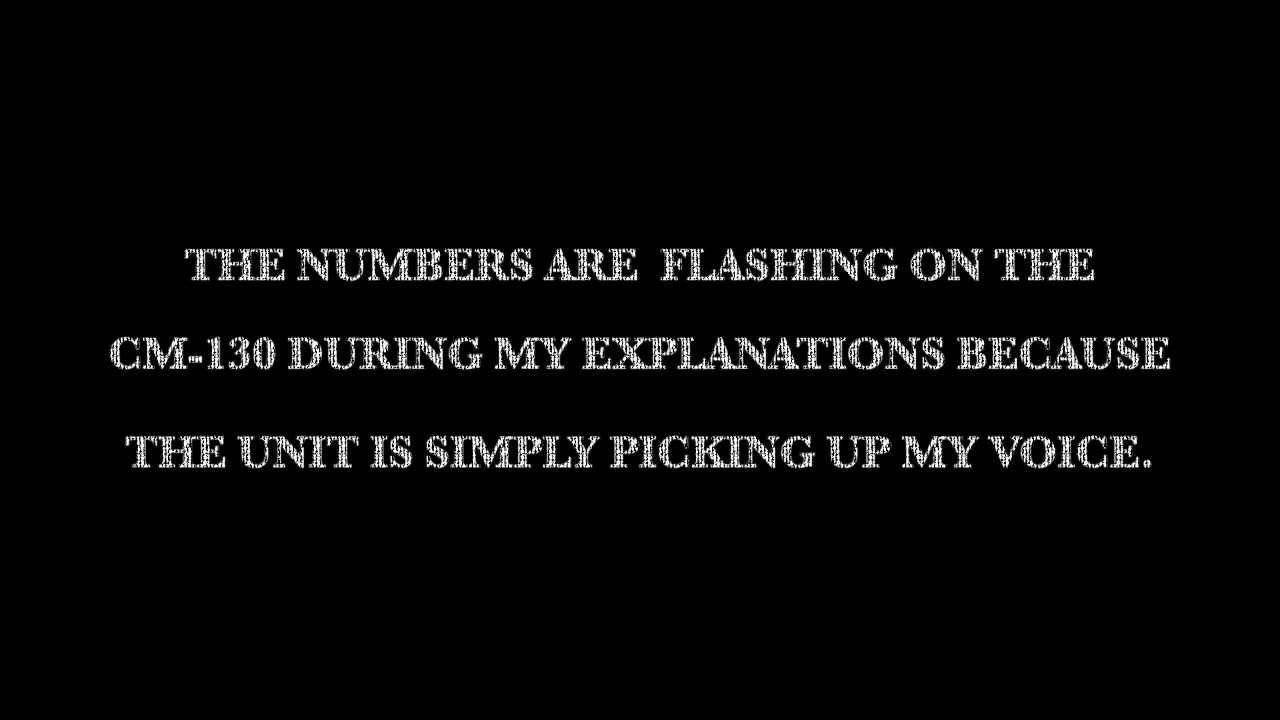 THE NUMBERS ARE  FLASHING ON THE
CM-130 DURING MY EXPLANATIONS BECAUSE
THE UNIT IS SIMPLY PICKING UP MY VOICE.